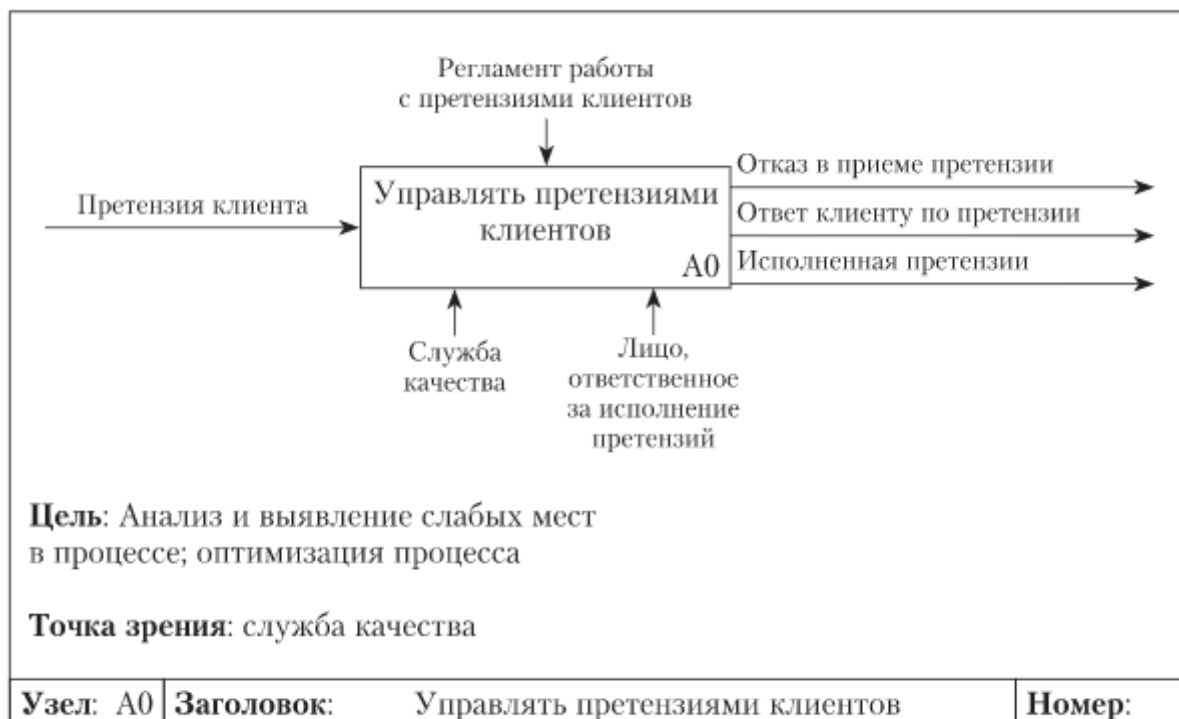 Регламент работы
с претензиями клиентов
Претензия клиента
Управлять претензиями
клиентов
А0
Отказ в приеме претензии
Ответ клиенту по претензии
Исполненная претензии
Служба
качества
Лицо,
ответственное
за исполнение
претензий
Цель: Анализ и выявление слабых мест
в процессе; оптимизация процесса
Точка зрения: служба качества
Узел: А0 Заголовок: Управлять претензиями клиентов Номер: